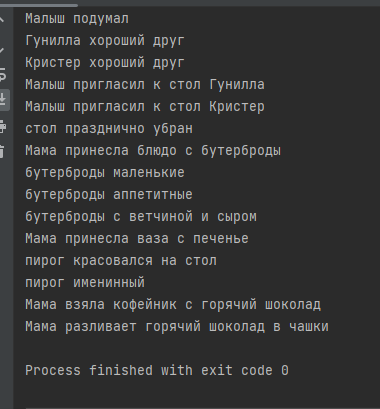 Малыш подумал
Гунилла хороший друг
Кристер хороший друг
Малыш пригласил к стол Гунилла
Малыш пригласил к стол Кристер
стол празднично убран
Мама принесла блюдо с бутерброды
бутерброды маленькие
бутерброды аппетитные
бутерброды с ветчиной и сыром
Мама принесла ваза с печенье
пирог красовался на стол
пирог именинный
Мама взяла кофейник с горячий шоколад
Мама разливает горячий шоколад в чашки
Process finished with exit code 0